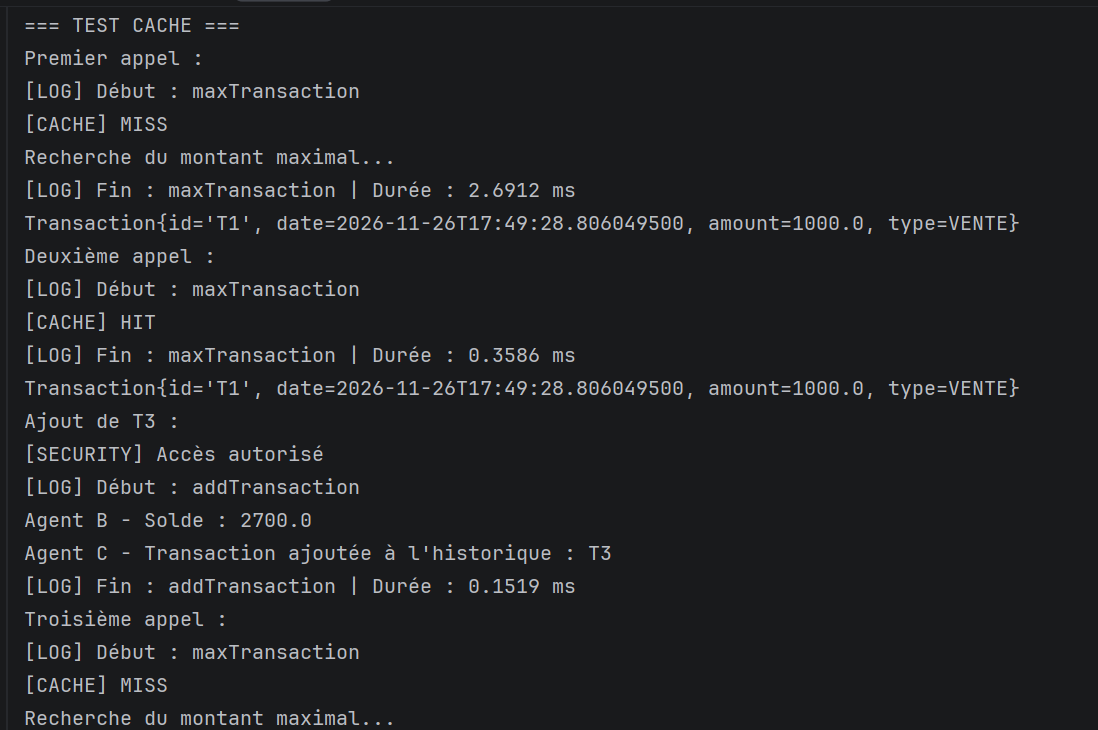 === TEST CACHE ===
Premier appel :
[LOG] Début : maxTransaction
[CACHE] MISS
Recherche du montant maximal...
[LOG] Fin : maxTransaction | Durée : 2.6912 ms
Transaction{id='T1', date=2026-11-26T17:49:28.806049500, amount=1000.0, type=VENTE}
Deuxième appel :
[LOG] Début : maxTransaction
[CACHE] HIT
[LOG] Fin : maxTransaction | Durée : 0.3586 ms
Transaction{id='T1', date=2026-11-26T17:49:28.806049500, amount=1000.0, type=VENTE}
Ajout de T3 :
[SECURITY] Accès autorisé
[LOG] Début : addTransaction
Agent B - Solde : 2700.0
Agent C - Transaction ajoutée à l'historique : T3
[LOG] Fin : addTransaction | Durée : 0.1519 ms
Troisième appel :
[LOG] Début : maxTransaction
[CACHE] MISS
Recherche du montant maximal...